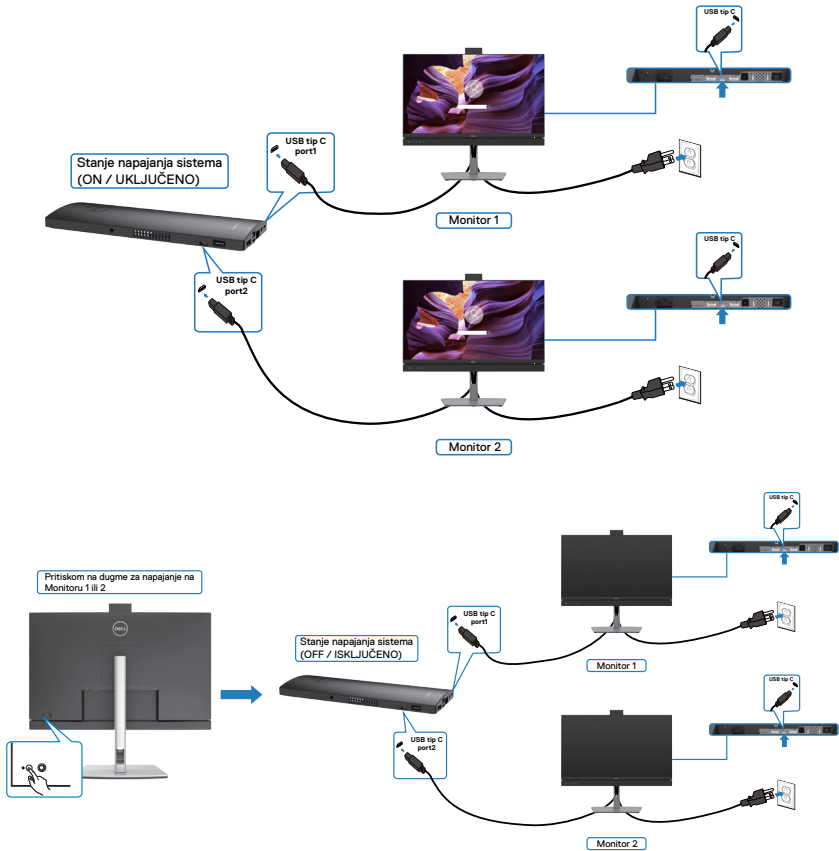 USB tip C
USB tip C
port1
Stanje napajanja sistema
(ON / UKLJUČENO)
Monitor 1
USB tip C
USB tip C
port2
Monitor 2
USB tip C
Pritiskom na dugme za napajanje na
Monitoru 1 ili 2
DELL
USB tip C
port1
Stanje napajanja sistema
(OFF / ISKLJUČENO)
Monitor 1
USB tip C
USB tip C
port2
Monitor 2